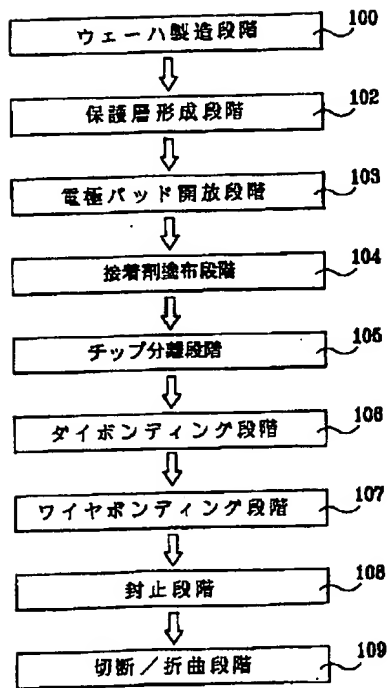 ウェーハ製造段階 100
保護層形成段階 102
電極パッド開放段階 103
接着剤塗布段階 104
チップ分離段階 105
ダイボンディング段階 106
ワイヤボンディング段階 107
封止段階 108
切断／折曲段階 109